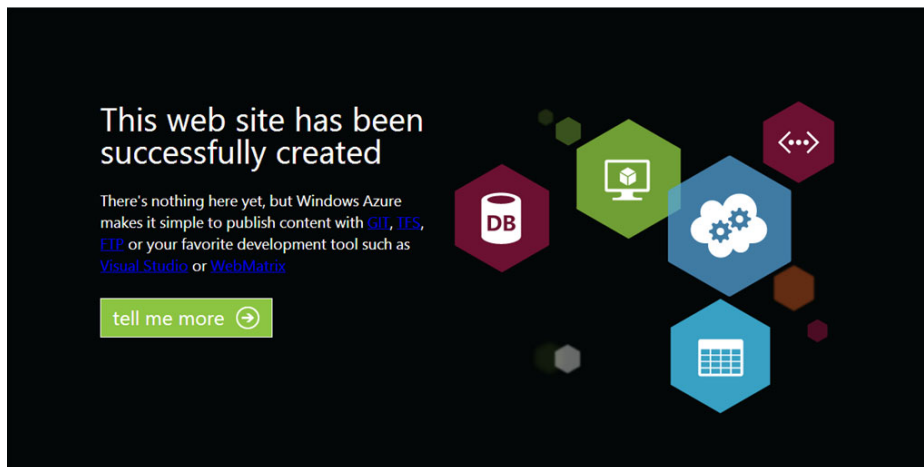 This web site has been
successfully created
There's nothing here yet, but Windows Azure
makes it simple to publish content with GIT, TFS,
FTP or your favorite development tool such as
Visual Studio or WebMatrix
tell me more
DB